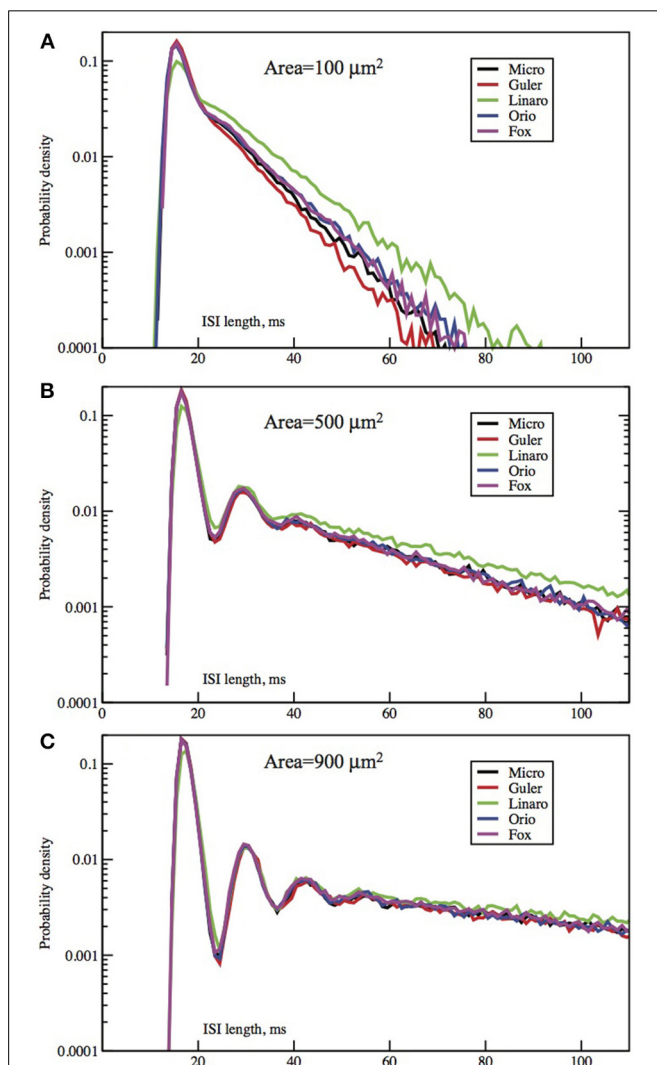 A
Area=100 μm²
Micro
Guler
Linaro
Orio
Fox
Probability density
0.1
0.01
0.001
0.0001
ISI length, ms
0 20 40 60 80 100
B
Area=500 μm²
Micro
Guler
Linaro
Orio
Fox
Probability density
0.1
0.01
0.001
0.0001
ISI length, ms
0 20 40 60 80 100
C
Area=900 μm²
Micro
Guler
Linaro
Orio
Fox
Probability density
0.1
0.01
0.001
0.0001
ISI length, ms
0 20 40 60 80 100